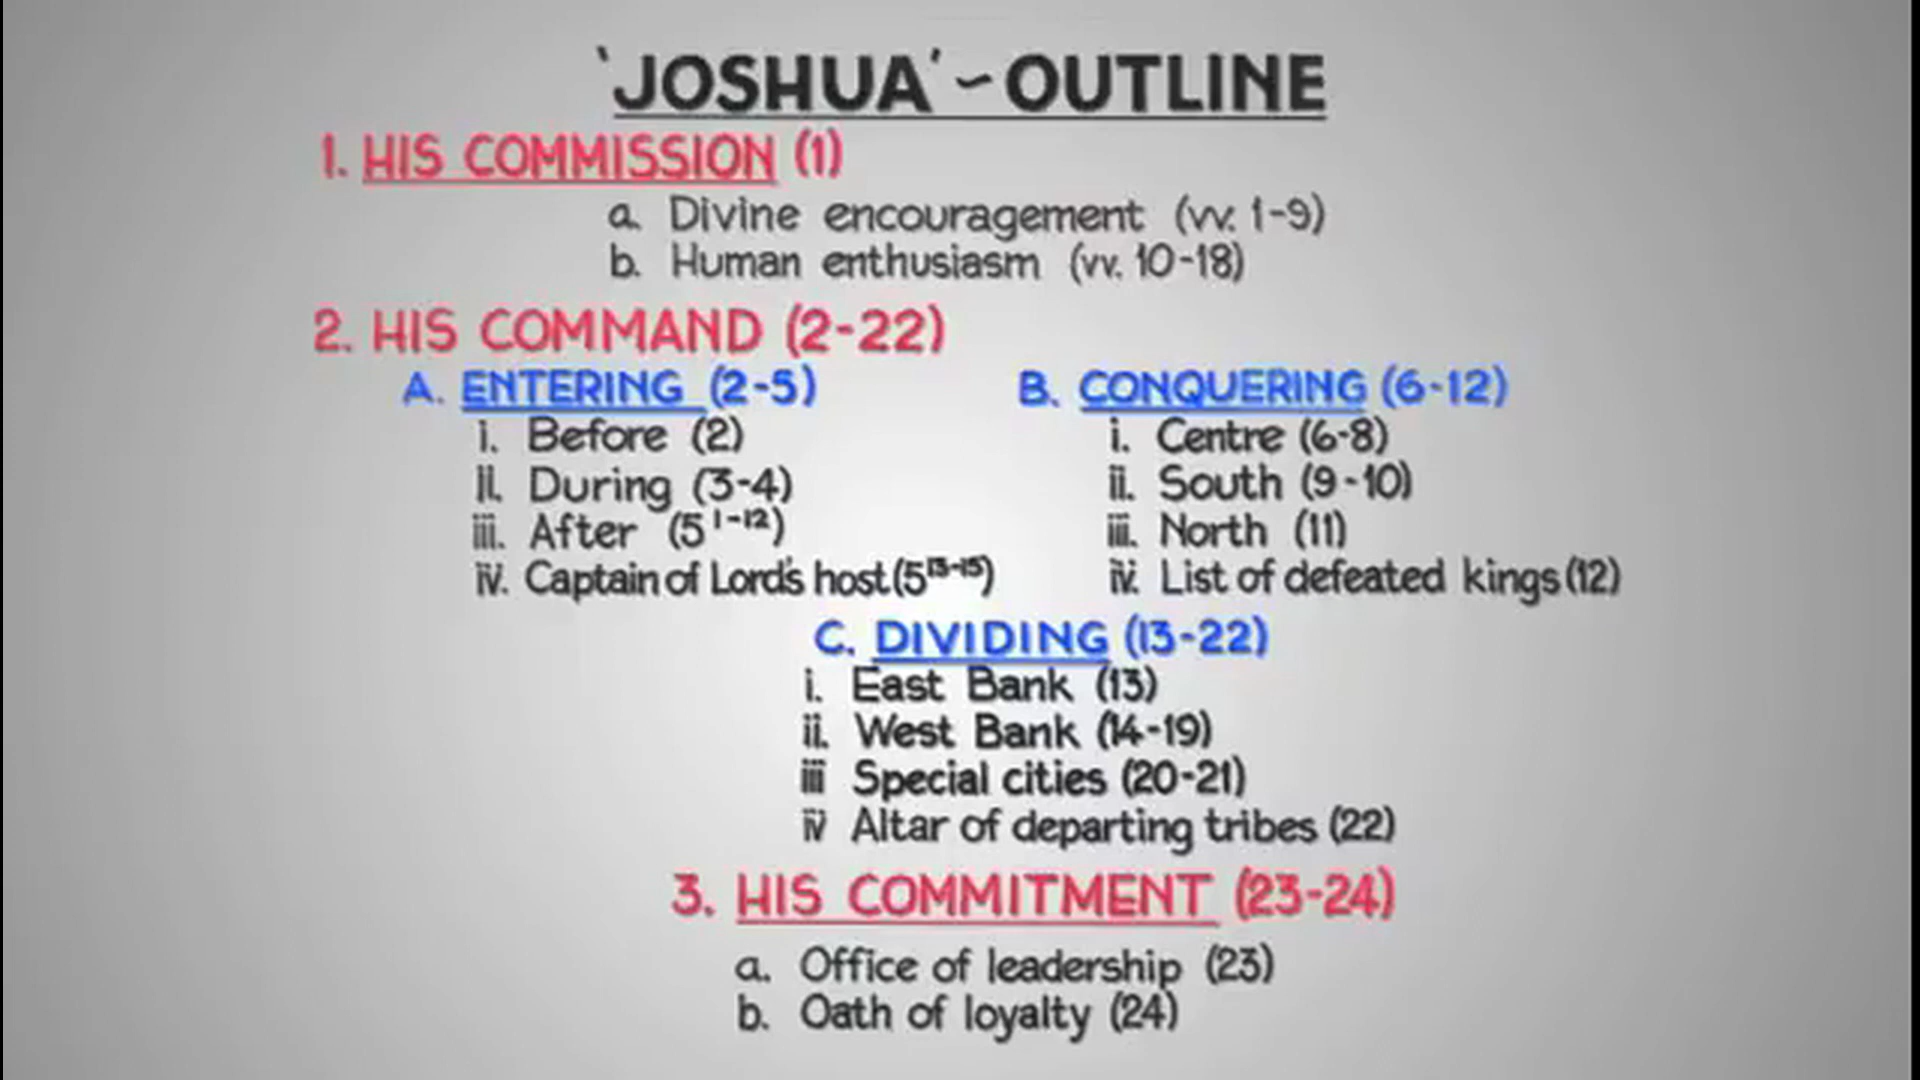 'JOSHUA' ~ OUTLINE
1. HIS COMMISSION (1)
a. Divine encouragement (vv. 1-9)
b. Human enthusiasm (vv. 10-18)
2. HIS COMMAND (2-22)
A. ENTERING (2-5)
i. Before (2)
ii. During (3-4)
iii. After (5 1-12)
iv. Captain of Lord's host (5 13-15)
B. CONQUERING (6-12)
i. Centre (6-8)
ii. South (9-10)
iii. North (11)
iv. List of defeated kings (12)
C. DIVIDING (13-22)
i. East Bank (13)
ii. West Bank (14-19)
iii Special cities (20-21)
iv Altar of departing tribes (22)
3. HIS COMMITMENT (23-24)
a. Office of leadership (23)
b. Oath of loyalty (24)